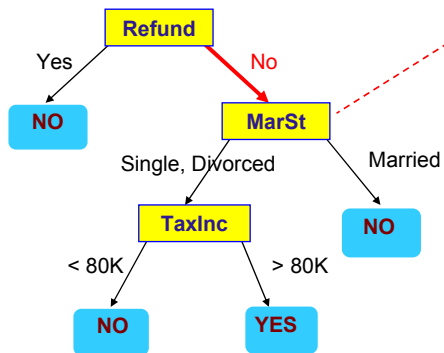 Refund
Yes
No
NO
MarSt
Single, Divorced
Married
TaxInc
NO
< 80K
> 80K
NO
YES